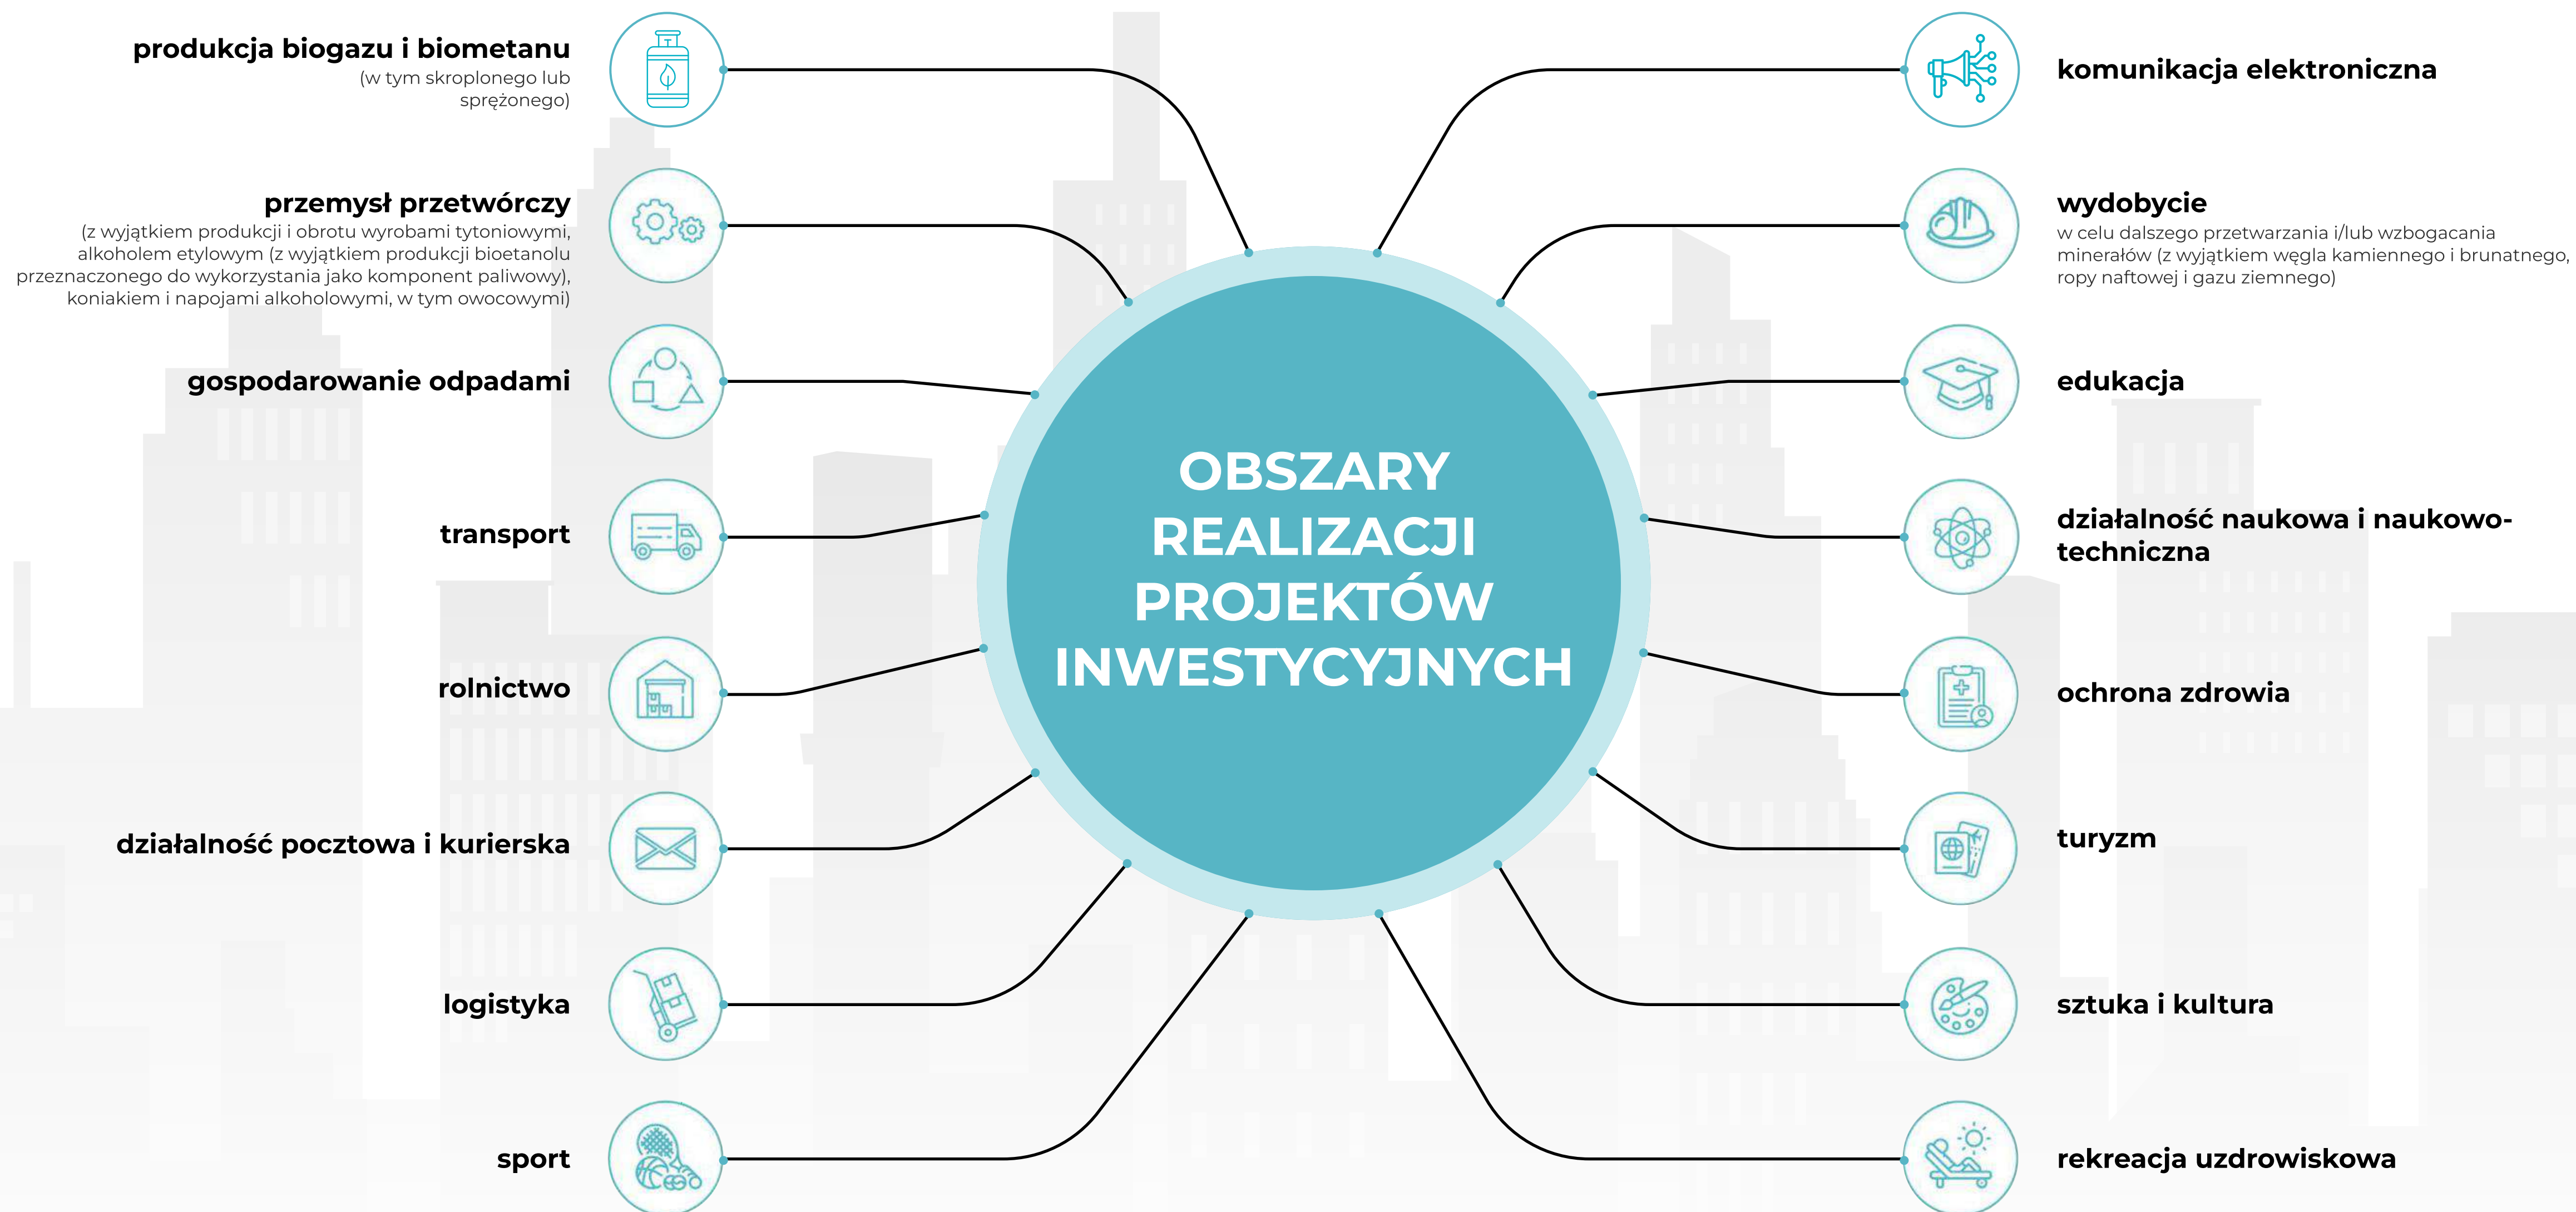 produkcja biogazu i biometanu
(w tym skroplonego lub
sprężonego)
przemysł przetwórczy
(z wyjątkiem produkcji i obrotu wyrobami tytoniowymi,
alkoholem etylowym (z wyjątkiem produkcji bioetanolu
przeznaczonego do wykorzystania jako komponent paliwowy),
koniakiem i napojami alkoholowymi, w tym owocowymi)
gospodarowanie odpadami
transport
rolnictwo
działalność pocztowa i kurierska
logistyka
sport
OBSZARY
REALIZACJI
PROJEKTÓW
INWESTYCYJNYCH
komunikacja elektroniczna
wydobycie
w celu dalszego przetwarzania i/lub wzbogacania
minerałów (z wyjątkiem węgla kamiennego i brunatnego,
ropy naftowej i gazu ziemnego)
edukacja
działalność naukowa i naukowo-
techniczna
ochrona zdrowia
turyzm
sztuka i kultura
rekreacja uzdrowiskowa